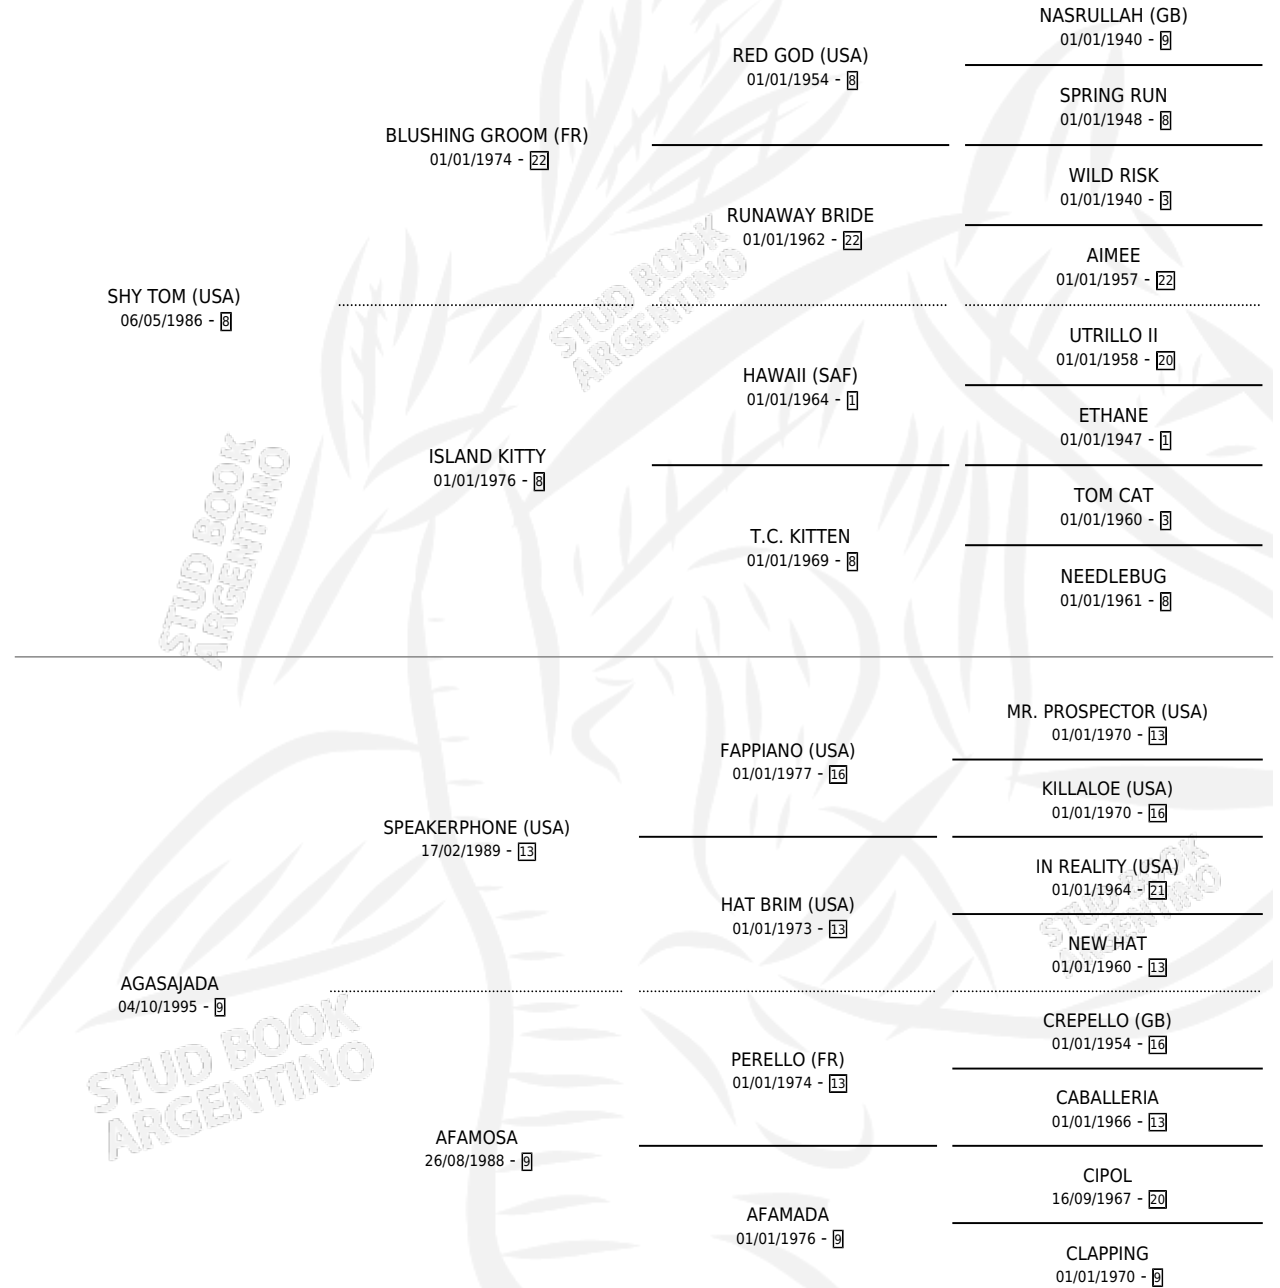 NASRULLAH (GB)
01/01/1940 - 9
RED GOD (USA)
01/01/1954 - 8
SPRING RUN
01/01/1948 - 8
BLUSHING GROOM (FR)
01/01/1974 - 22
WILD RISK
01/01/1940 - 3
RUNAWAY BRIDE
01/01/1962 - 22
AIMEE
01/01/1957 - 22
SHY TOM (USA)
06/05/1986 - 8
STUD BOOK
ARGENTINO
UTRILLO II
01/01/1958 - 20
HAWAII (SAF)
01/01/1964 - 1
ETHANE
01/01/1947 - 1
ISLAND KITTY
01/01/1976 - 8
TOM CAT
01/01/1960 - 3
T.C. KITTEN
01/01/1969 - 8
NEEDLEBUG
01/01/1961 - 8
STUD BOOK
ARGENTINO
MR. PROSPECTOR (USA)
01/01/1970 - 13
FAPPIANO (USA)
01/01/1977 - 16
KILLALOE (USA)
01/01/1970 - 16
SPEAKERPHONE (USA)
17/02/1989 - 13
IN REALITY (USA)
01/01/1964 - 21
HAT BRIM (USA)
01/01/1973 - 13
STUD BOOK
ARGENTINO
NEW HAT
01/01/1960 - 13
AGASAJADA
04/10/1995 - 9
CREPELLO (GB)
01/01/1954 - 16
PERELLO (FR)
01/01/1974 - 13
CABALLERIA
01/01/1966 - 13
STUD BOOK
ARGENTINO
AFAMOSA
26/08/1988 - 9
CIPOL
16/09/1967 - 20
AFAMADA
01/01/1976 - 9
CLAPPING
01/01/1970 - 9